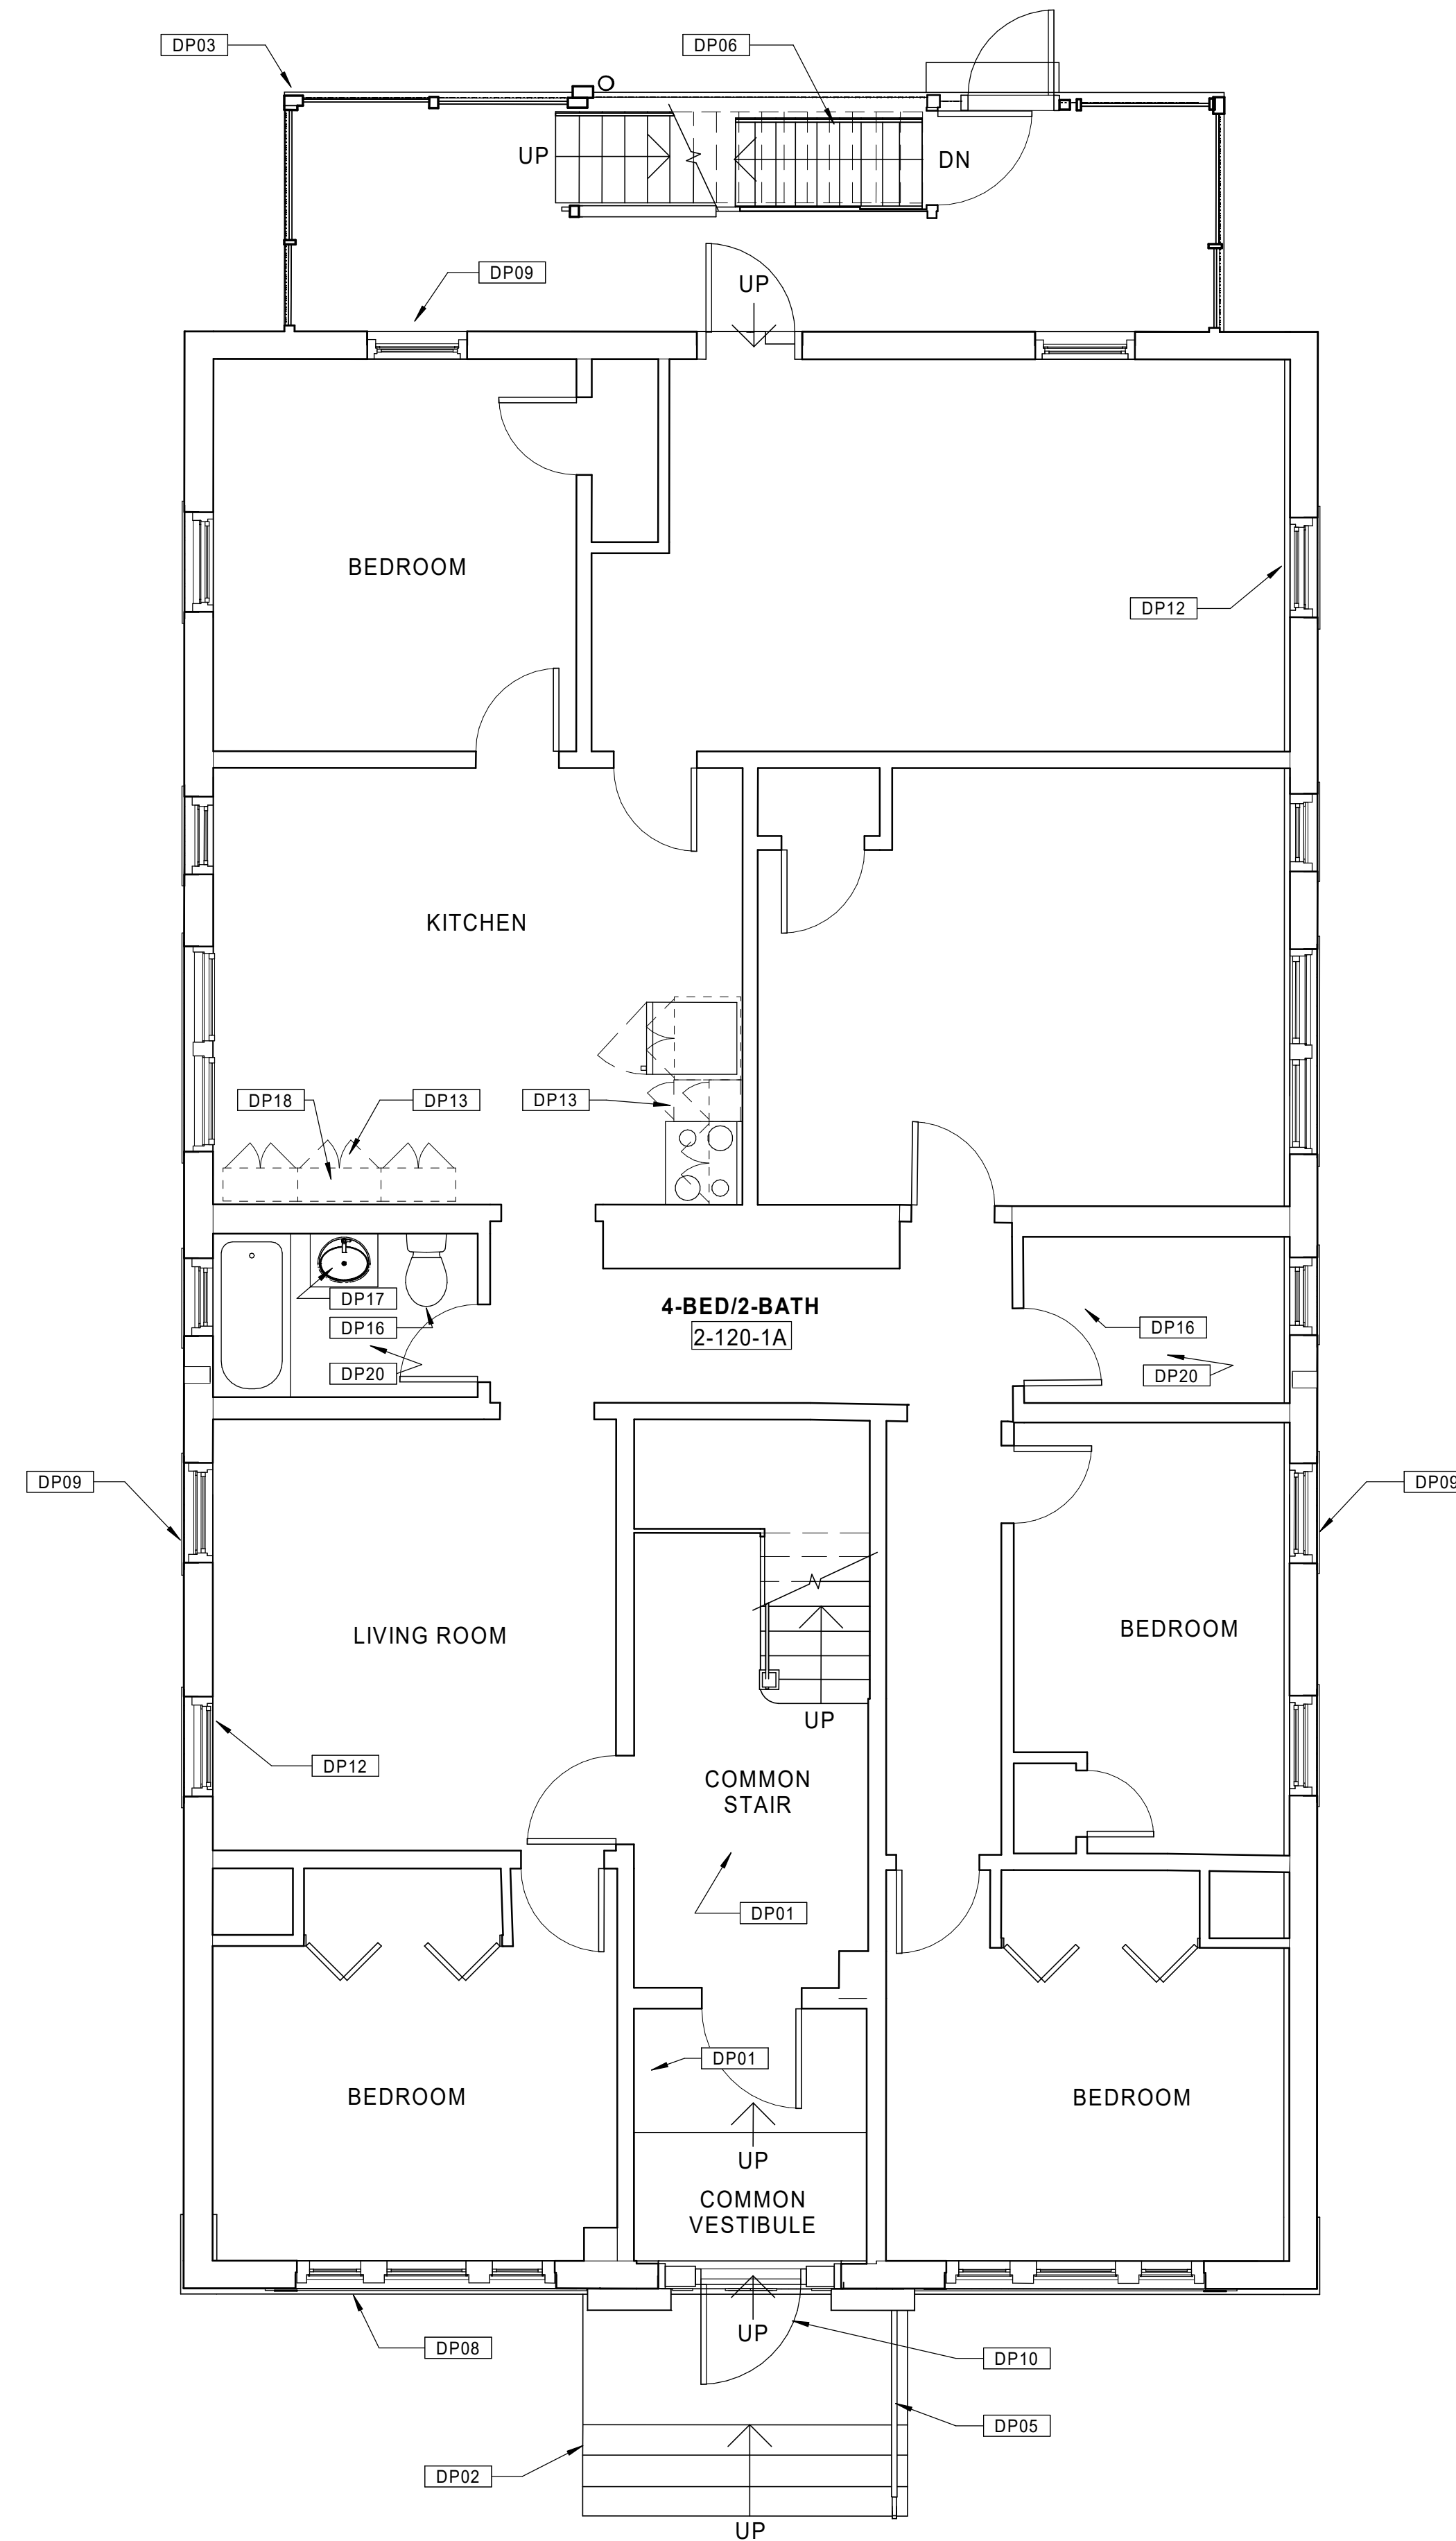 DP03
DP06
UP
DN
DP09
UP
BEDROOM
DP12
KITCHEN
DP18
DP13
DP13
DP17
4-BED/2-BATH
2-120-1A
DP16
DP16
DP20
DP20
DP09
DP09
LIVING ROOM
BEDROOM
UP
DP12
COMMON
STAIR
DP01
DP01
BEDROOM
BEDROOM
UP
COMMON
VESTIBULE
UP
DP08
DP10
DP05
DP02
UP